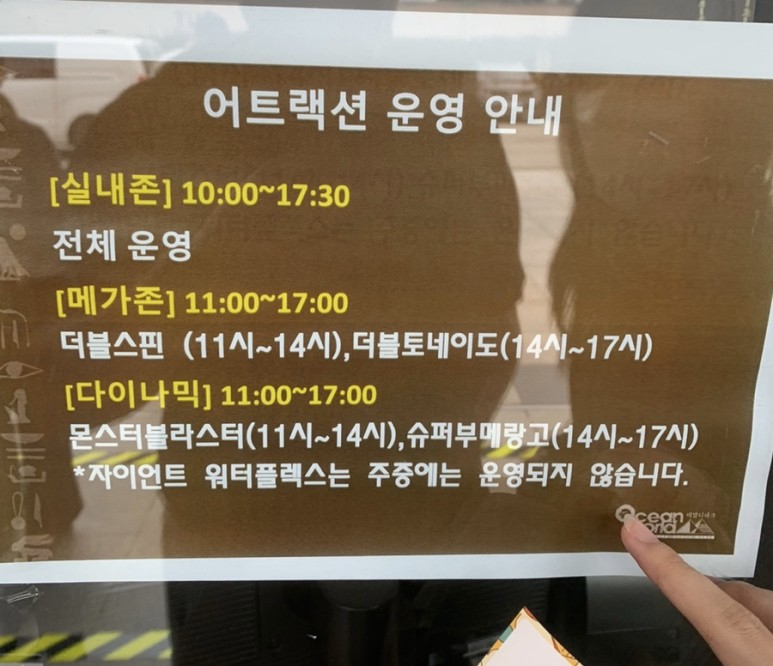 어트랙션 운영 안내
[실내존] 10:00~17:30
전체 운영
[메가존] 11:00~17:00
더블스핀 (11시~14시),더블토네이도(14시~17시)
[다이나믹] 11:00~17:00
몬스터블라스터(11시~14시),슈퍼부메랑고(14시~17시)
*자이언트 워터플렉스는 주중에는 운영되지 않습니다.
Ocean
World